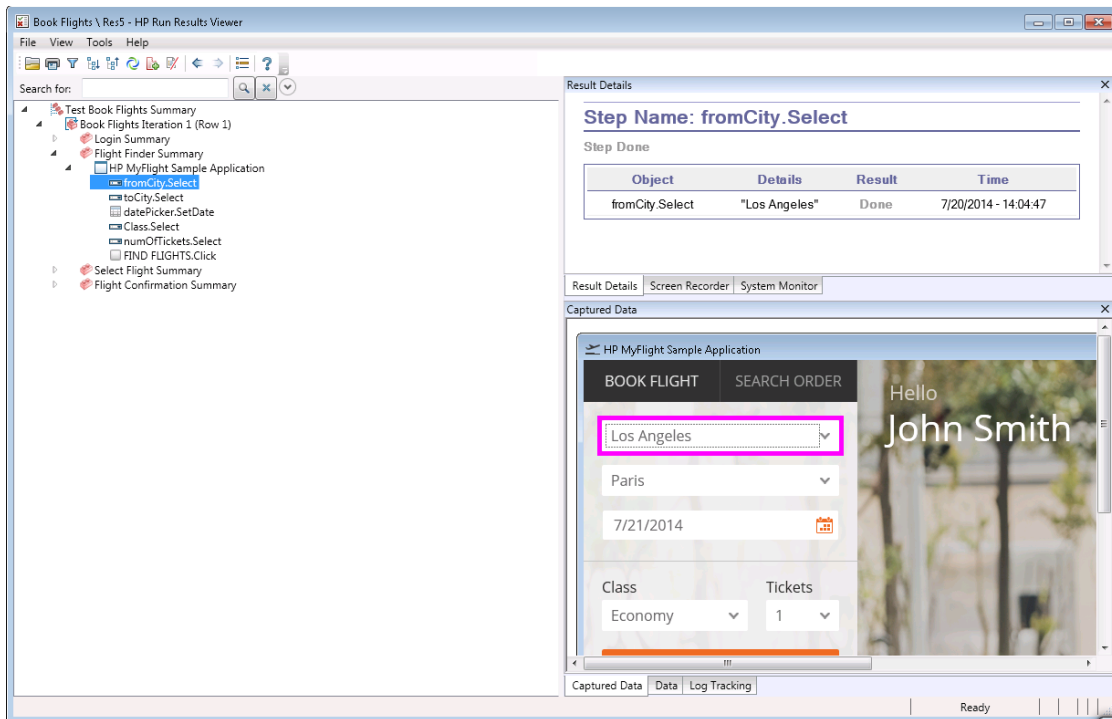 Book Flights \ Res5 - HP Run Results Viewer
File View Tools Help
Search for:
Test Book Flights Summary
Book Flights Iteration 1 (Row 1)
Login Summary
Flight Finder Summary
HP MyFlight Sample Application
fromCity.Select
toCity.Select
datePicker.SetDate
Class.Select
numOfTickets.Select
FIND FLIGHTS.Click
Select Flight Summary
Flight Confirmation Summary
Result Details
Step Name: fromCity.Select
Step Done
Object Details Result Time
fromCity.Select "Los Angeles" Done 7/20/2014 - 14:04:47
Result Details Screen Recorder System Monitor
Captured Data
HP MyFlight Sample Application
BOOK FLIGHT SEARCH ORDER
Hello
John Smith
Los Angeles
Paris
7/21/2014
Class Tickets
Economy 1
Captured Data Data Log Tracking
Ready